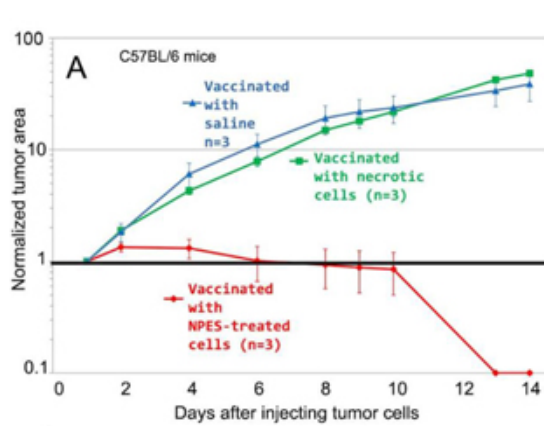 100
A
C57BL/6 mice
Vaccinated
with
saline
n=3
10
Vaccinated
with necrotic
cells (n=3)
Normalized tumor area
1
Vaccinated
with
NPES-treated
cells (n=3)
0.1
0 2 4 6 8 10 12 14
Days after injecting tumor cells